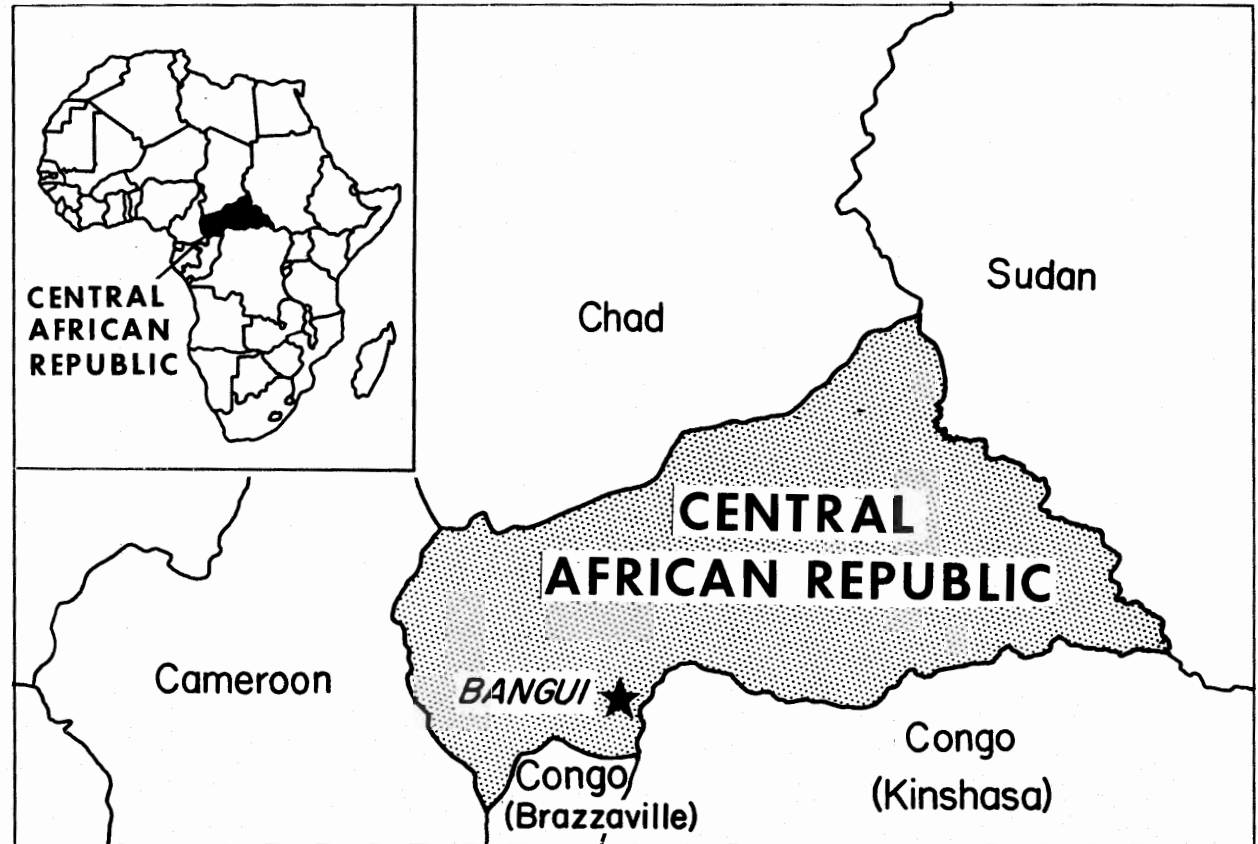 CENTRAL
AFRICAN
REPUBLIC
Chad
Sudan
CENTRAL
AFRICAN REPUBLIC
Cameroon
BANGUI
Congo
(Brazzaville)
Congo
(Kinshasa)